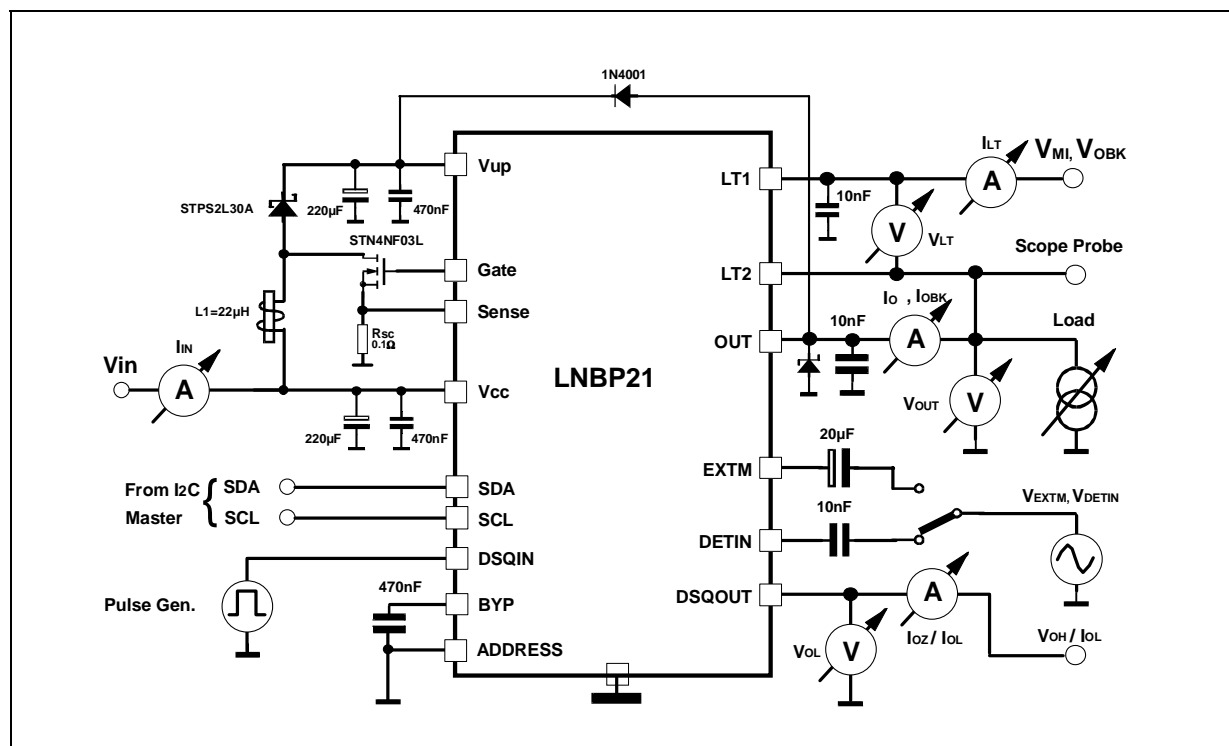 1N4001
Vup
STPS2L30A
220µF
470nF
STN4NF03L
Gate
Sense
L1=22µH
Rsc
0.1Ω
Vin
IIN
A
Vcc
220µF
470nF
From I2C
Master
{
SDA
SCL
SDA
SCL
DSQIN
Pulse Gen.
470nF
BYP
ADDRESS
LNBP21
LT1
10nF
ILT
A
VMI, VOBK
V
VLT
LT2
Scope Probe
IO , IOBK
OUT
10nF
A
Load
VOUT
V
EXTM
20µF
VEXTM, VDETIN
DETIN
10nF
DSQOUT
A
IOZ / IOL
VOL
V
VOH / IOL